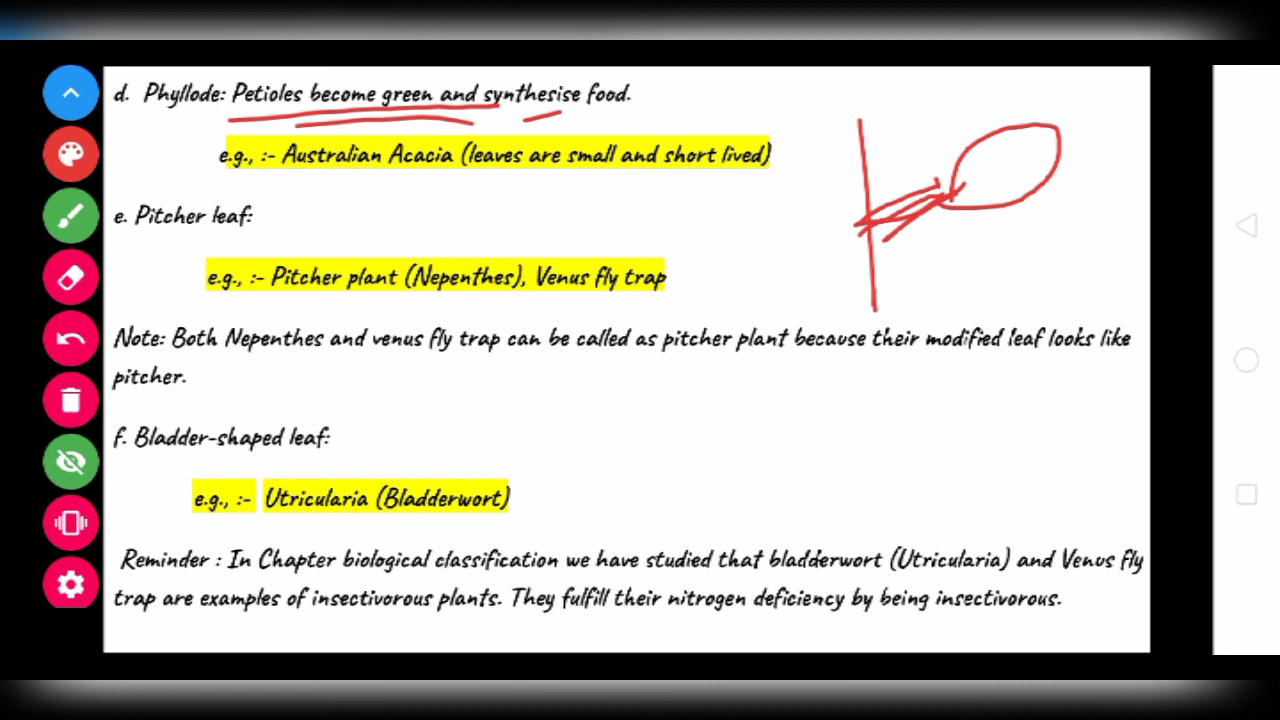 d. Phyllode: Petioles become green and synthesise food.
e.g., :- Australian Acacia (leaves are small and short lived)
e. Pitcher leaf:
e.g., :- Pitcher plant (Nepenthes), Venus fly trap
Note: Both Nepenthes and venus fly trap can be called as pitcher plant because their modified leaf looks like
pitcher.
f. Bladder-shaped leaf:
e.g., :- Utricularia (Bladderwort)
Reminder : In Chapter biological classification we have studied that bladderwort (Utricularia) and Venus fly
trap are examples of insectivorous plants. They fulfill their nitrogen deficiency by being insectivorous.